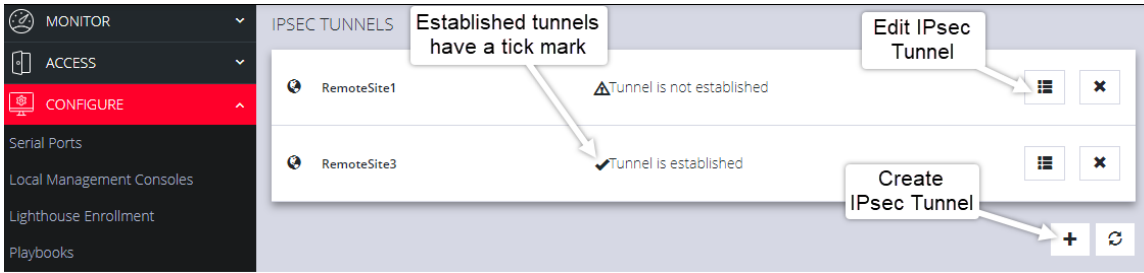 MONITOR
ACCESS
CONFIGURE
Serial Ports
Local Management Consoles
Lighthouse Enrollment
Playbooks
IPSEC TUNNELS
Established tunnels
have a tick mark
Edit IPsec
Tunnel
RemoteSite1
Tunnel is not established
RemoteSite3
Tunnel is established
Create
IPsec Tunnel